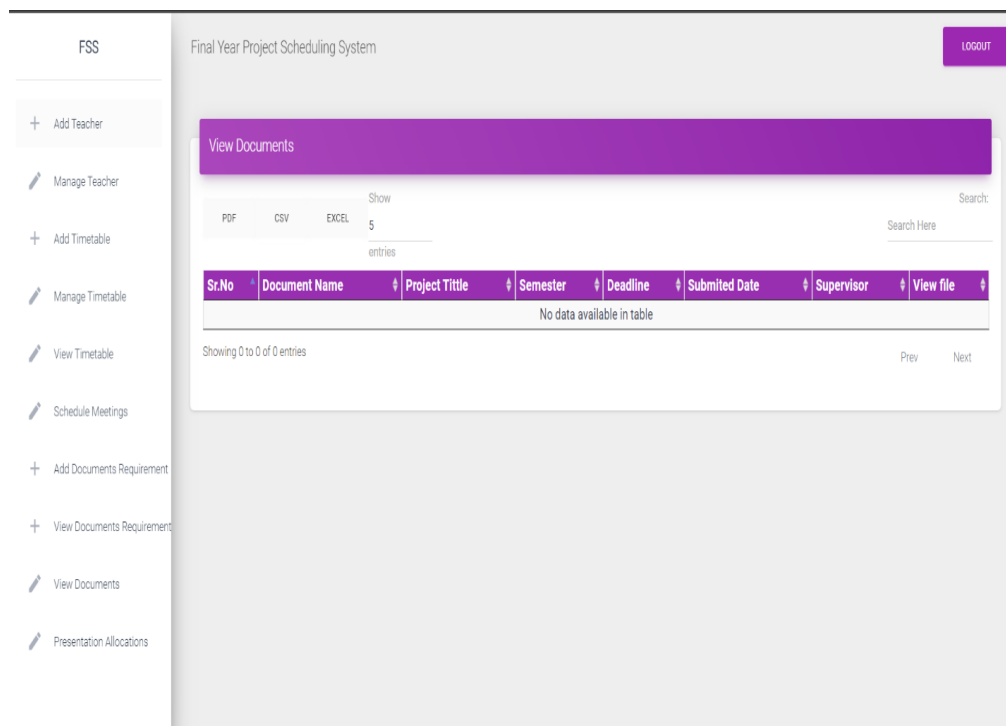 FSS
Final Year Project Scheduling System
LOGOUT
Add Teacher
Manage Teacher
Add Timetable
Manage Timetable
View Timetable
Schedule Meetings
Add Documents Requirement
View Documents Requirement
View Documents
Presentation Allocations
View Documents
PDF CSV EXCEL
Show
5
entries
Search:
Search Here
Sr.No Document Name Project Tittle Semester Deadline Submited Date Supervisor View file
No data available in table
Showing 0 to 0 of 0 entries
Prev Next